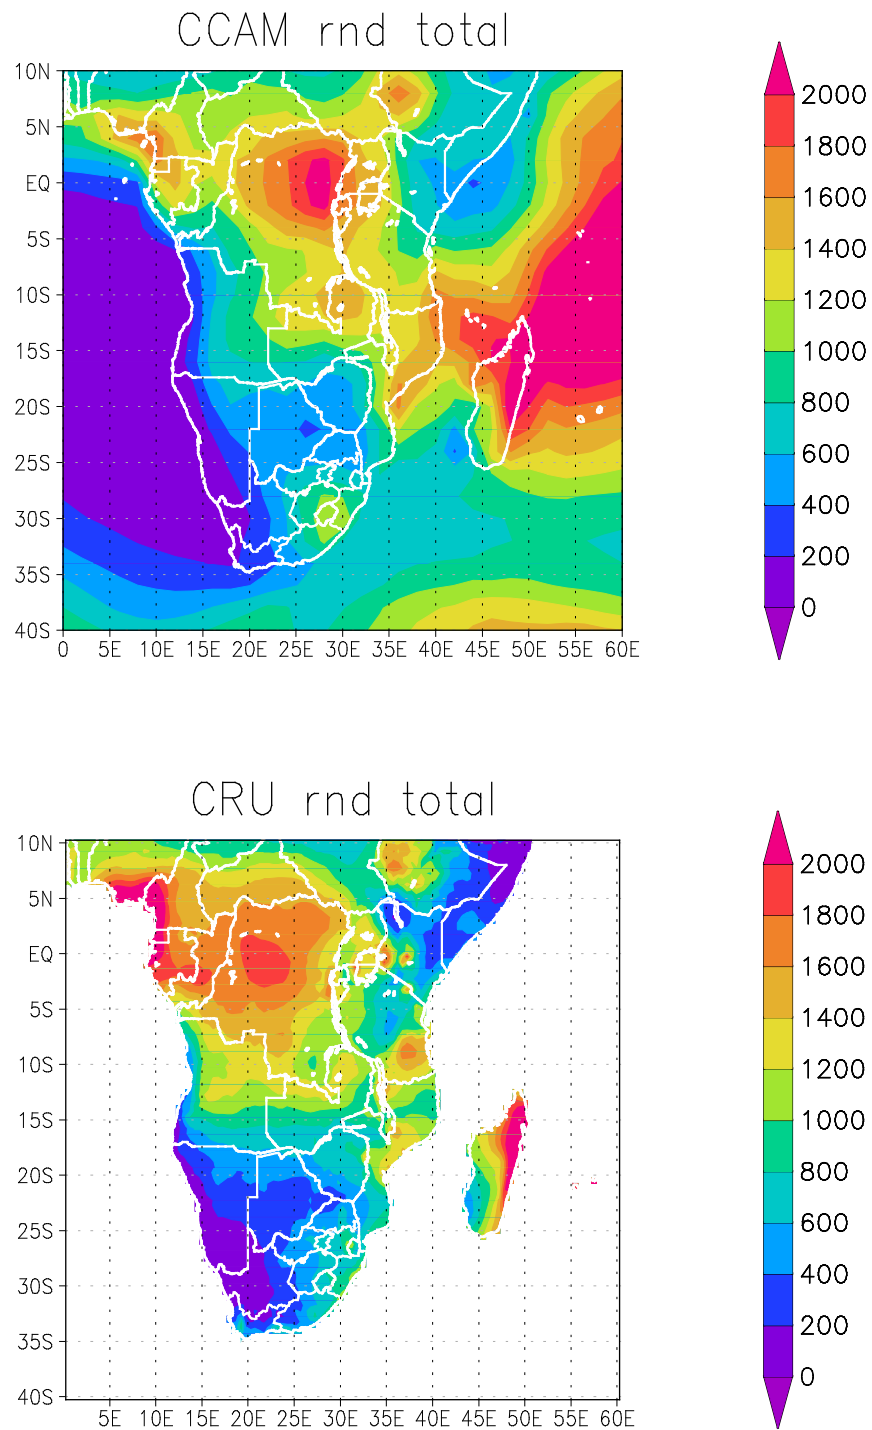 CCAM rnd total
10N
5N
EQ
5S
10S
15S
20S
25S
30S
35S
40S
0 5E 10E 15E 20E 25E 30E 35E 40E 45E 50E 55E 60E
2000
1800
1600
1400
1200
1000
800
600
400
200
0
CRU rnd total
10N
5N
EQ
5S
10S
15S
20S
25S
30S
35S
40S
5E 10E 15E 20E 25E 30E 35E 40E 45E 50E 55E 60E
2000
1800
1600
1400
1200
1000
800
600
400
200
0